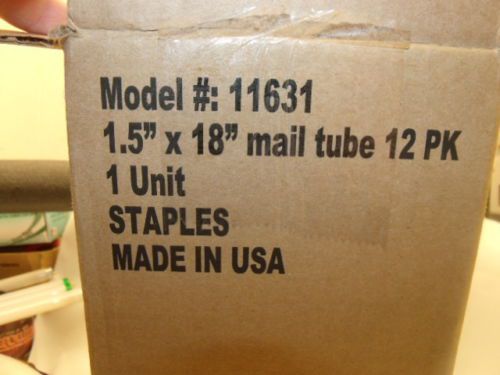 Model #: 11631
1.5” x 18” mail tube 12 PK
1 Unit
STAPLES
MADE IN USA